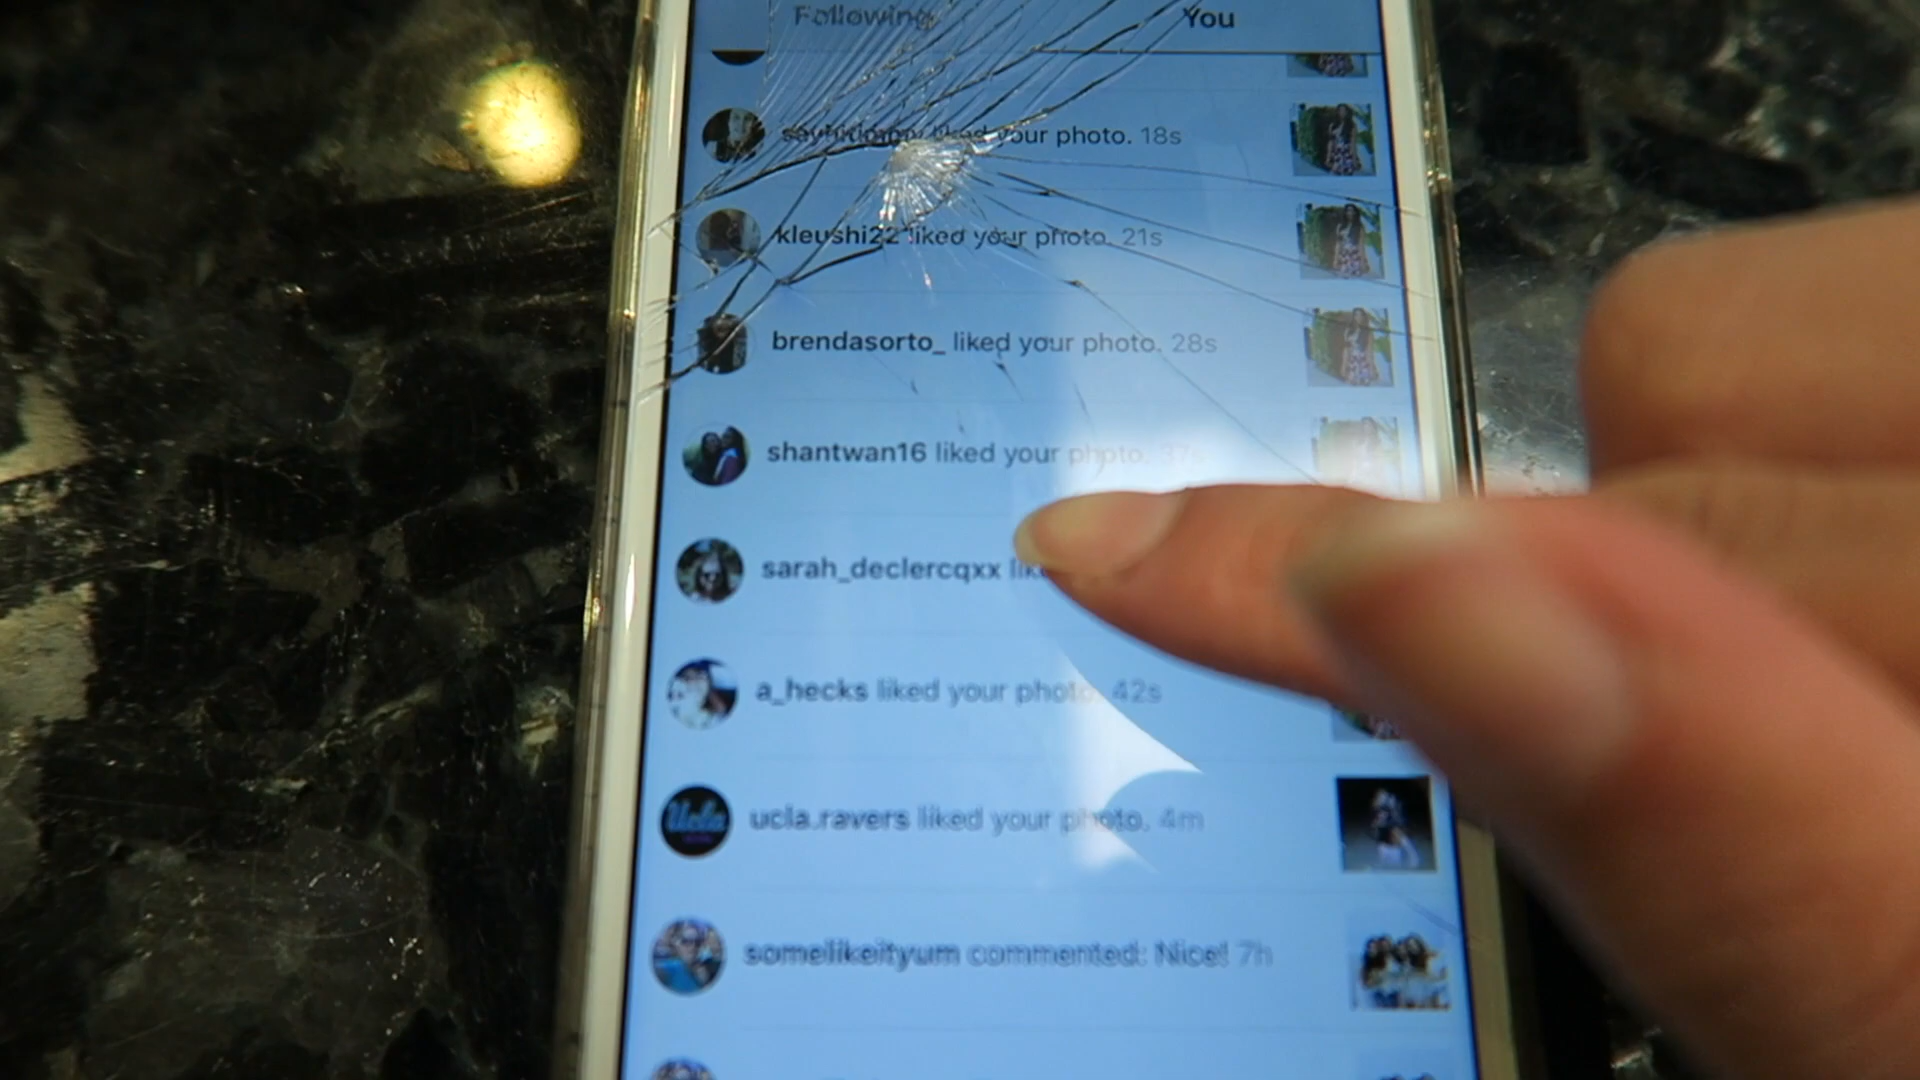 Following You
liked your photo. 18s
kleushi22 liked your photo. 21s
brendasorto_ liked your photo. 28s
shantwan16 liked your photo. 37s
sarah_declercqxx
a_hecks liked your photo. 42s
ucla.ravers liked your photo. 4m
somelikeityum commented: Nice! 7h